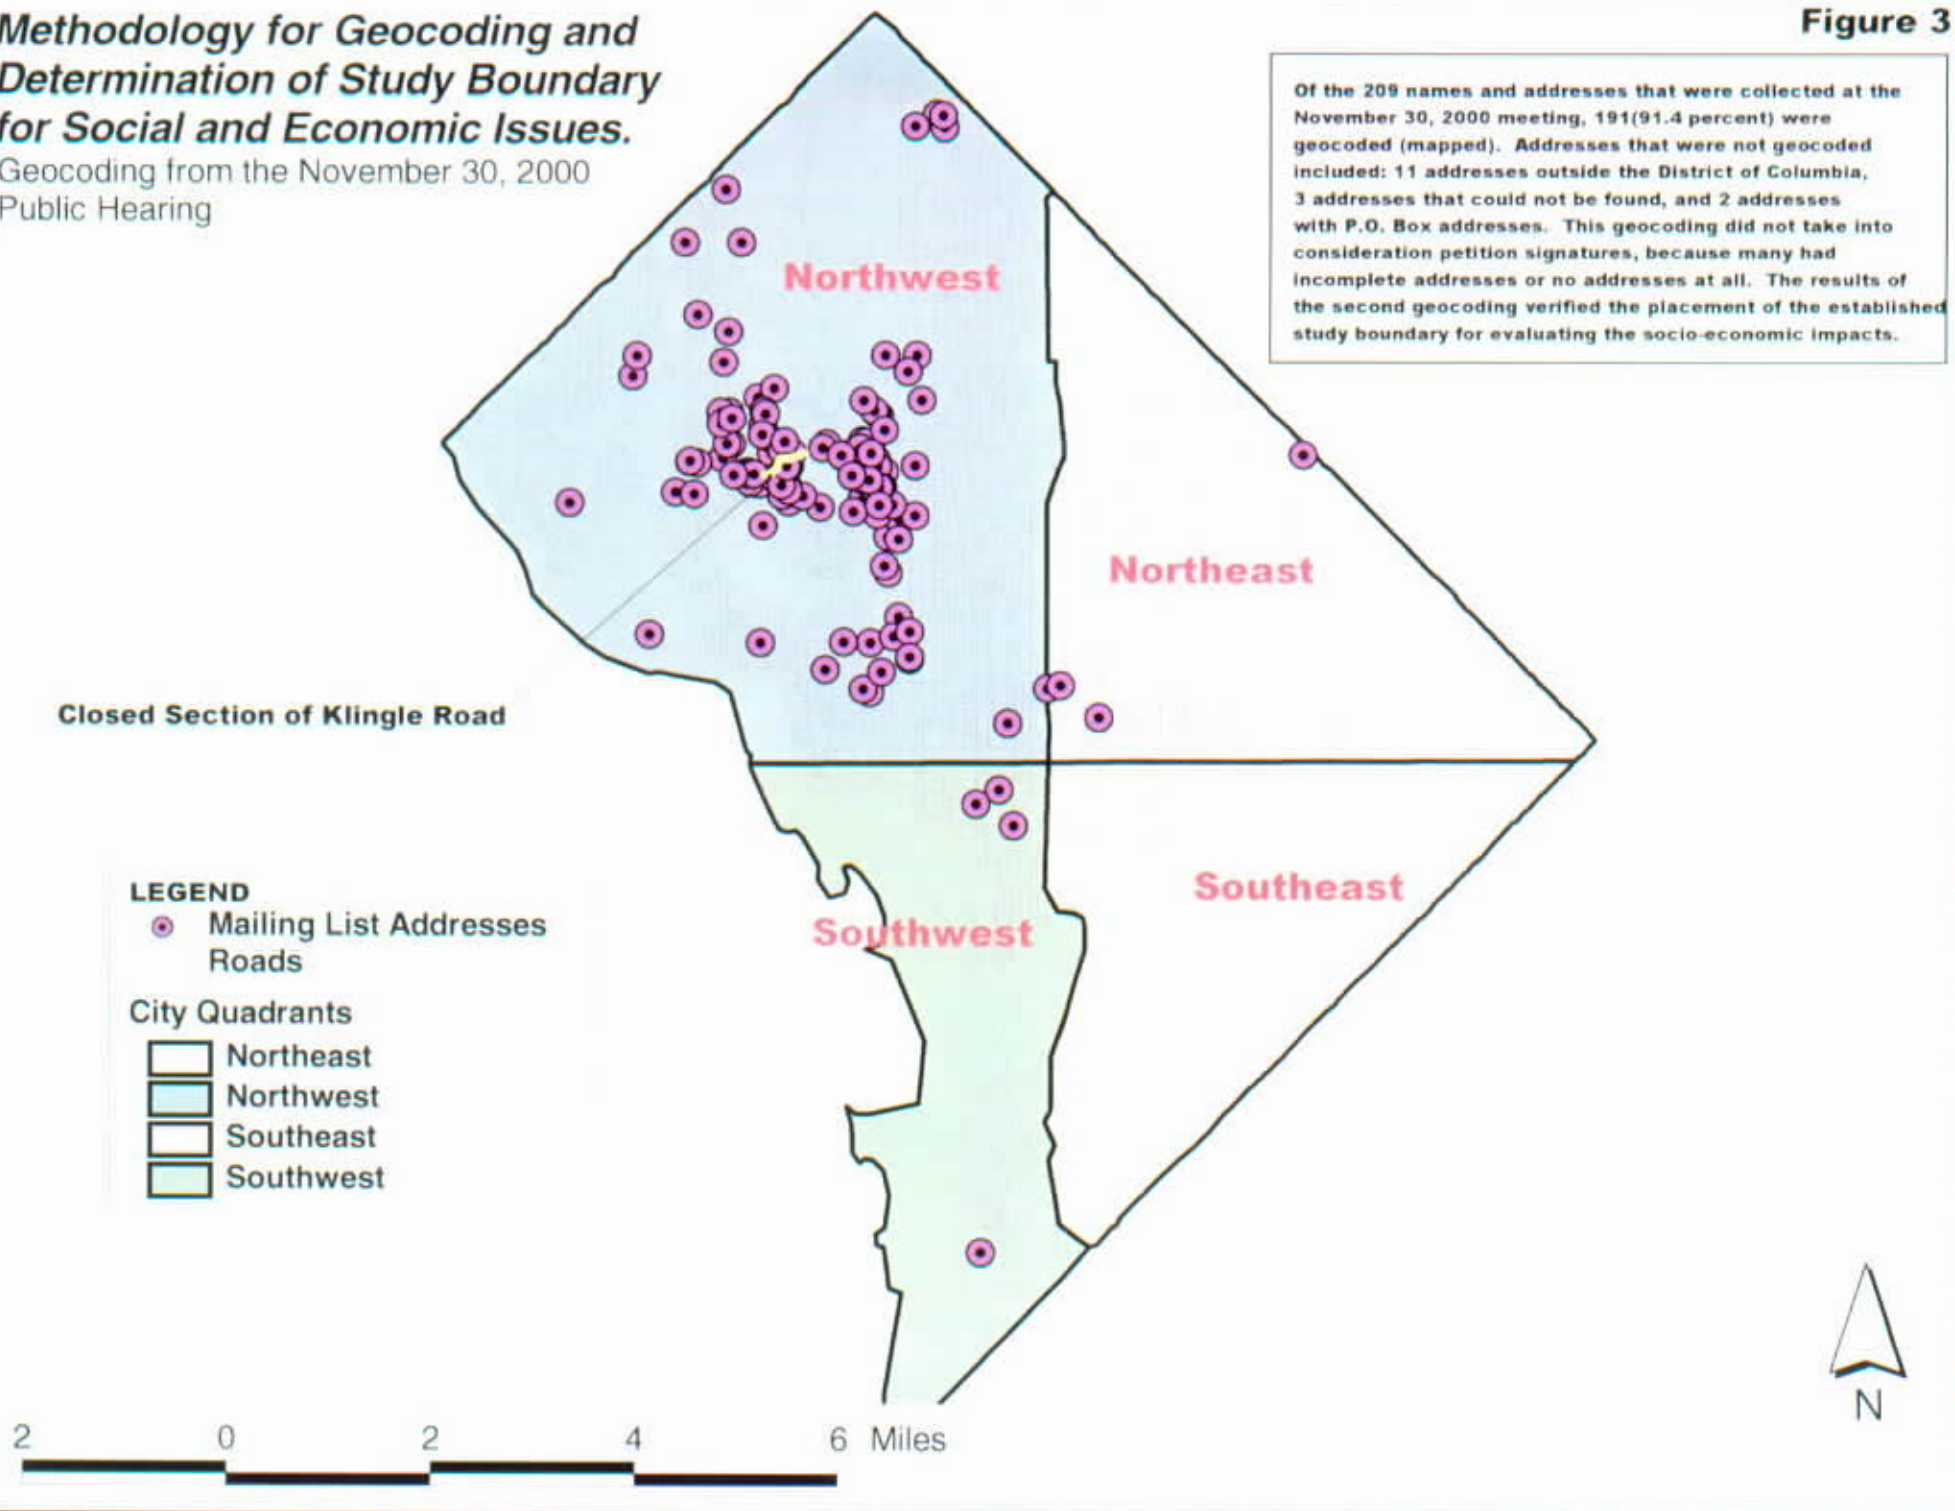 Methodology for Geocoding and
Determination of Study Boundary
for Social and Economic Issues.
Geocoding from the November 30, 2000
Public Hearing
Figure 3
Of the 209 names and addresses that were collected at the
November 30, 2000 meeting, 191(91.4 percent) were
geocoded (mapped). Addresses that were not geocoded
included: 11 addresses outside the District of Columbia,
3 addresses that could not be found, and 2 addresses
with P.O. Box addresses. This geocoding did not take into
consideration petition signatures, because many had
incomplete addresses or no addresses at all. The results of
the second geocoding verified the placement of the established
study boundary for evaluating the socio-economic impacts.
Northwest
Northeast
Closed Section of Klingle Road
Southeast
Southwest
LEGEND
Mailing List Addresses
Roads
City Quadrants
Northeast
Northwest
Southeast
Southwest
2 0 2 4 6 Miles
N